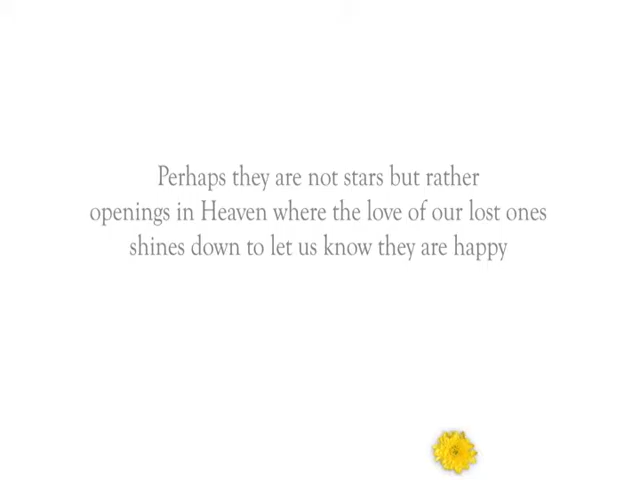 Perhaps they are not stars but rather
openings in Heaven where the love of our lost ones
shines down to let us know they are happy